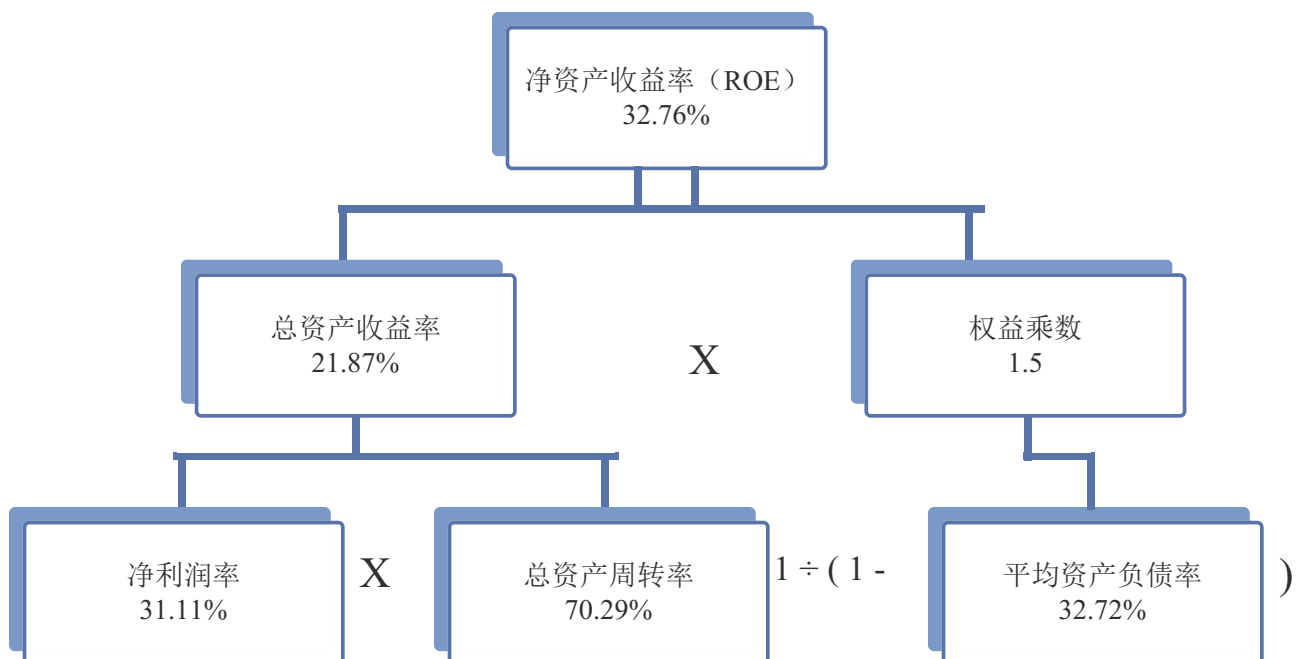 净资产收益率（ROE）
32.76%
总资产收益率
21.87%
X
权益乘数
1.5
净利润率
31.11%
X
总资产周转率
70.29%
1 ÷ ( 1 -
平均资产负债率
32.72%
)